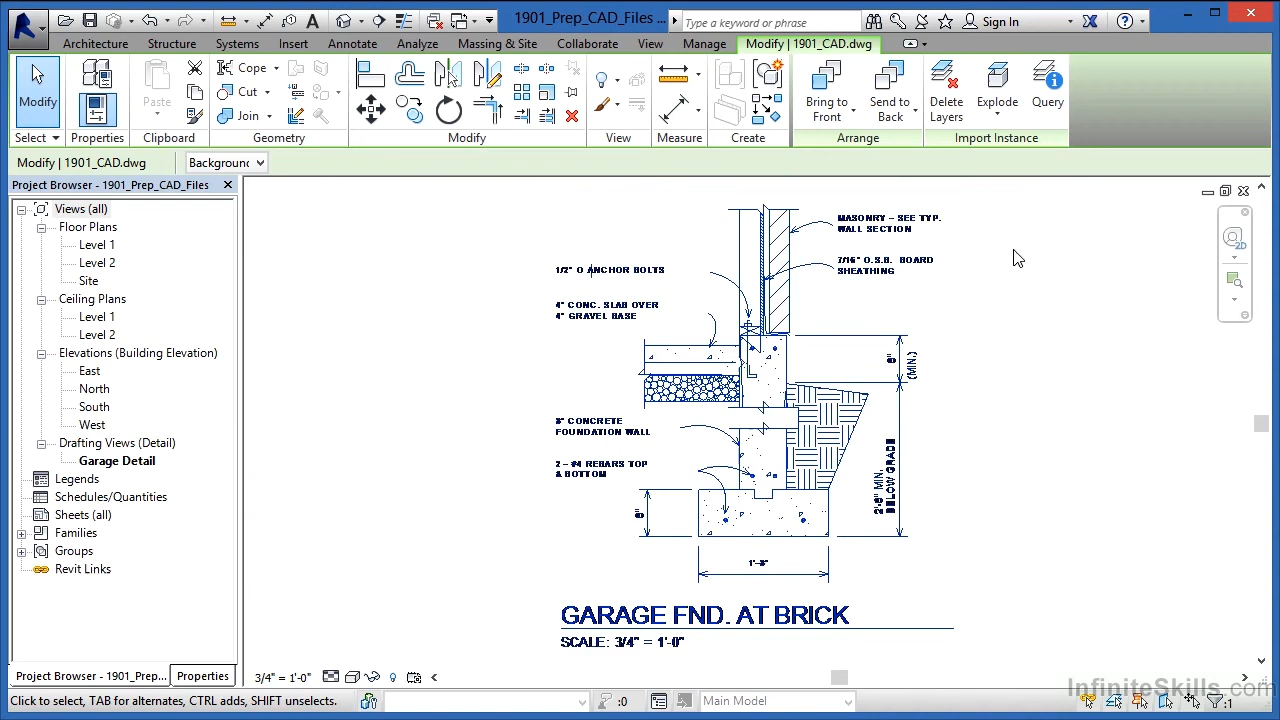 1901_Prep_CAD_Files ...
Type a keyword or phrase
Sign In
Architecture
Structure
Systems
Insert
Annotate
Analyze
Massing & Site
Collaborate
View
Manage
Modify | 1901_CAD.dwg
Modify
Paste
Cope
Cut
Join
Bring to
Front
Send to
Back
Delete
Layers
Explode
Query
Select
Properties
Clipboard
Geometry
Modify
View
Measure
Create
Arrange
Import Instance
Modify | 1901_CAD.dwg
Background
Project Browser - 1901_Prep_CAD_Files
Views (all)
Floor Plans
Level 1
Level 2
Site
Ceiling Plans
Level 1
Level 2
Elevations (Building Elevation)
East
North
South
West
Drafting Views (Detail)
Garage Detail
Legends
Schedules/Quantities
Sheets (all)
Families
Groups
Revit Links
Project Browser - 1901_Prep...
Properties
MASONRY - SEE TYP.
WALL SECTION
7/16" O.S.B. BOARD
SHEATHING
1/2" O ANCHOR BOLTS
4" CONC. SLAB OVER
4" GRAVEL BASE
(MIN.)
8" CONCRETE
FOUNDATION WALL
2 - #4 REBARS TOP
& BOTTOM
2'-6" MIN.
BELOW GRADE
GARAGE FND. AT BRICK
SCALE: 3/4" = 1'-0"
3/4" = 1'-0"
2D
Click to select, TAB for alternates, CTRL adds, SHIFT unselects.
:0
Main Model
:1
InfiniteSkills.com